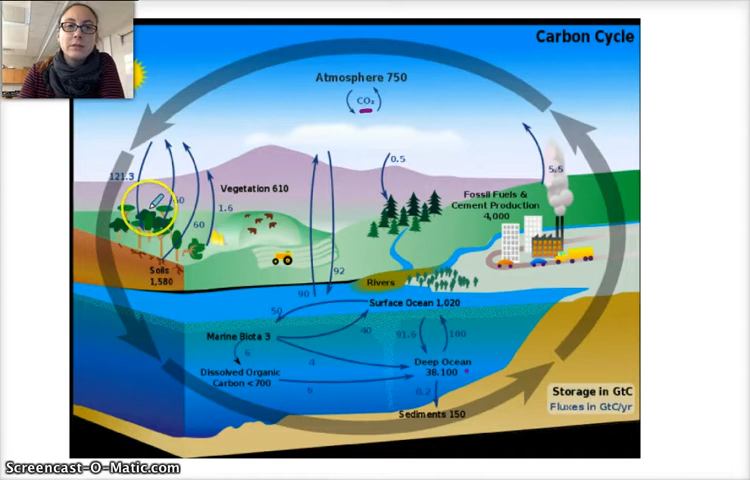 Carbon Cycle
Atmosphere 750
CO₂
121.3
0.5
5.5
60
Vegetation 610
Fossil Fuels &
Cement Production
4,000
1.6
60
Soils
1,580
92
Rivers
90
Surface Ocean 1,020
50
40
91.6
100
Marine Biota 3
6
4
Deep Ocean
38,100
Dissolved Organic
Carbon <700
6
0.2
Storage in GtC
Fluxes in GtC/yr
Sediments 150
Screencast-O-Matic.com